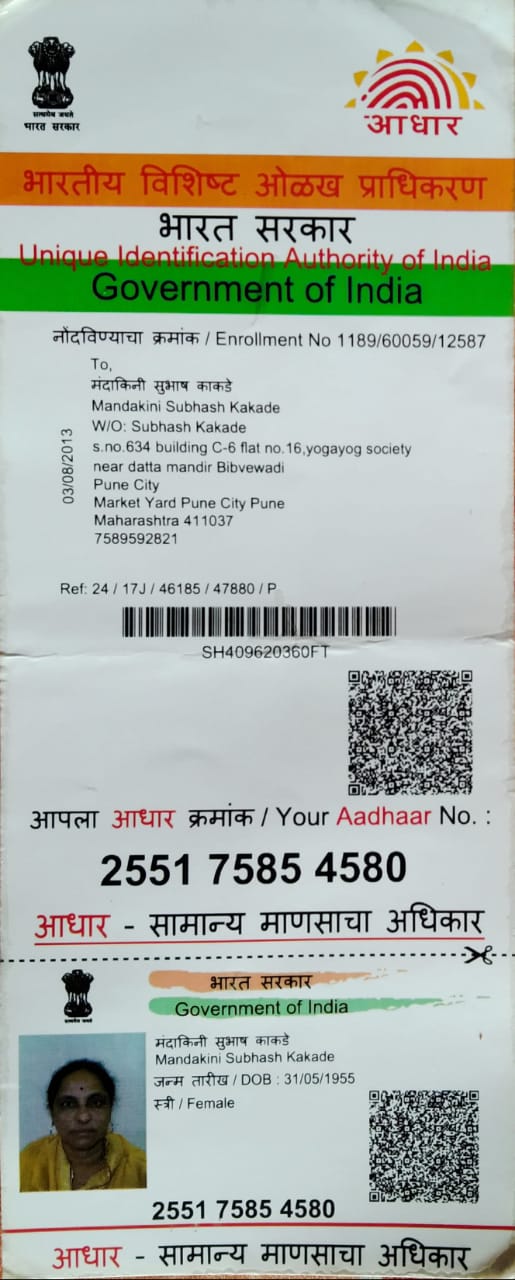 सत्यमेव जयते
भारत सरकार
आधार
भारतीय विशिष्ट ओळख प्राधिकरण
भारत सरकार
Unique Identification Authority of India
Government of India
नोंदविण्याचा क्रमांक / Enrollment No 1189/60059/12587
To,
मंदाकिनी सुभाष काकडे
Mandakini Subhash Kakade
W/O: Subhash Kakade
s.no.634 building C-6 flat no.16,yogayog society
near datta mandir Bibvewadi
Pune City
Market Yard Pune City Pune
Maharashtra 411037
7589592821
03/08/2013
Ref: 24 / 17J / 46185 / 47880 / P
SH409620360FT
आपला आधार क्रमांक / Your Aadhaar No. :
2551 7585 4580
आधार - सामान्य माणसाचा अधिकार
भारत सरकार
Government of India
सत्यमेव जयते
मंदाकिनी सुभाष काकडे
Mandakini Subhash Kakade
जन्म तारीख / DOB : 31/05/1955
स्त्री / Female
2551 7585 4580
आधार - सामान्य माणसाचा अधिकार